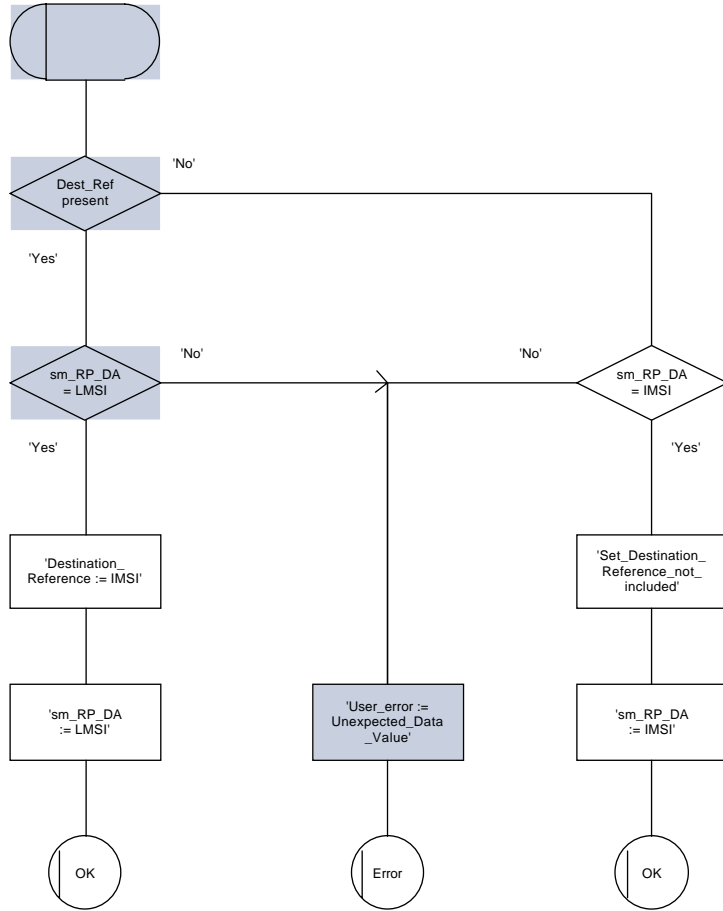 Dest_Ref
present
'No'
'Yes'
sm_RP_DA
= LMSI
'No'
'No'
sm_RP_DA
= IMSI
'Yes'
'Yes'
'Destination_
Reference := IMSI'
'Set_Destination_
Reference_not_
included'
'sm_RP_DA
:= LMSI'
'User_error :=
Unexpected_Data
_Value'
'sm_RP_DA
:= IMSI'
OK
Error
OK